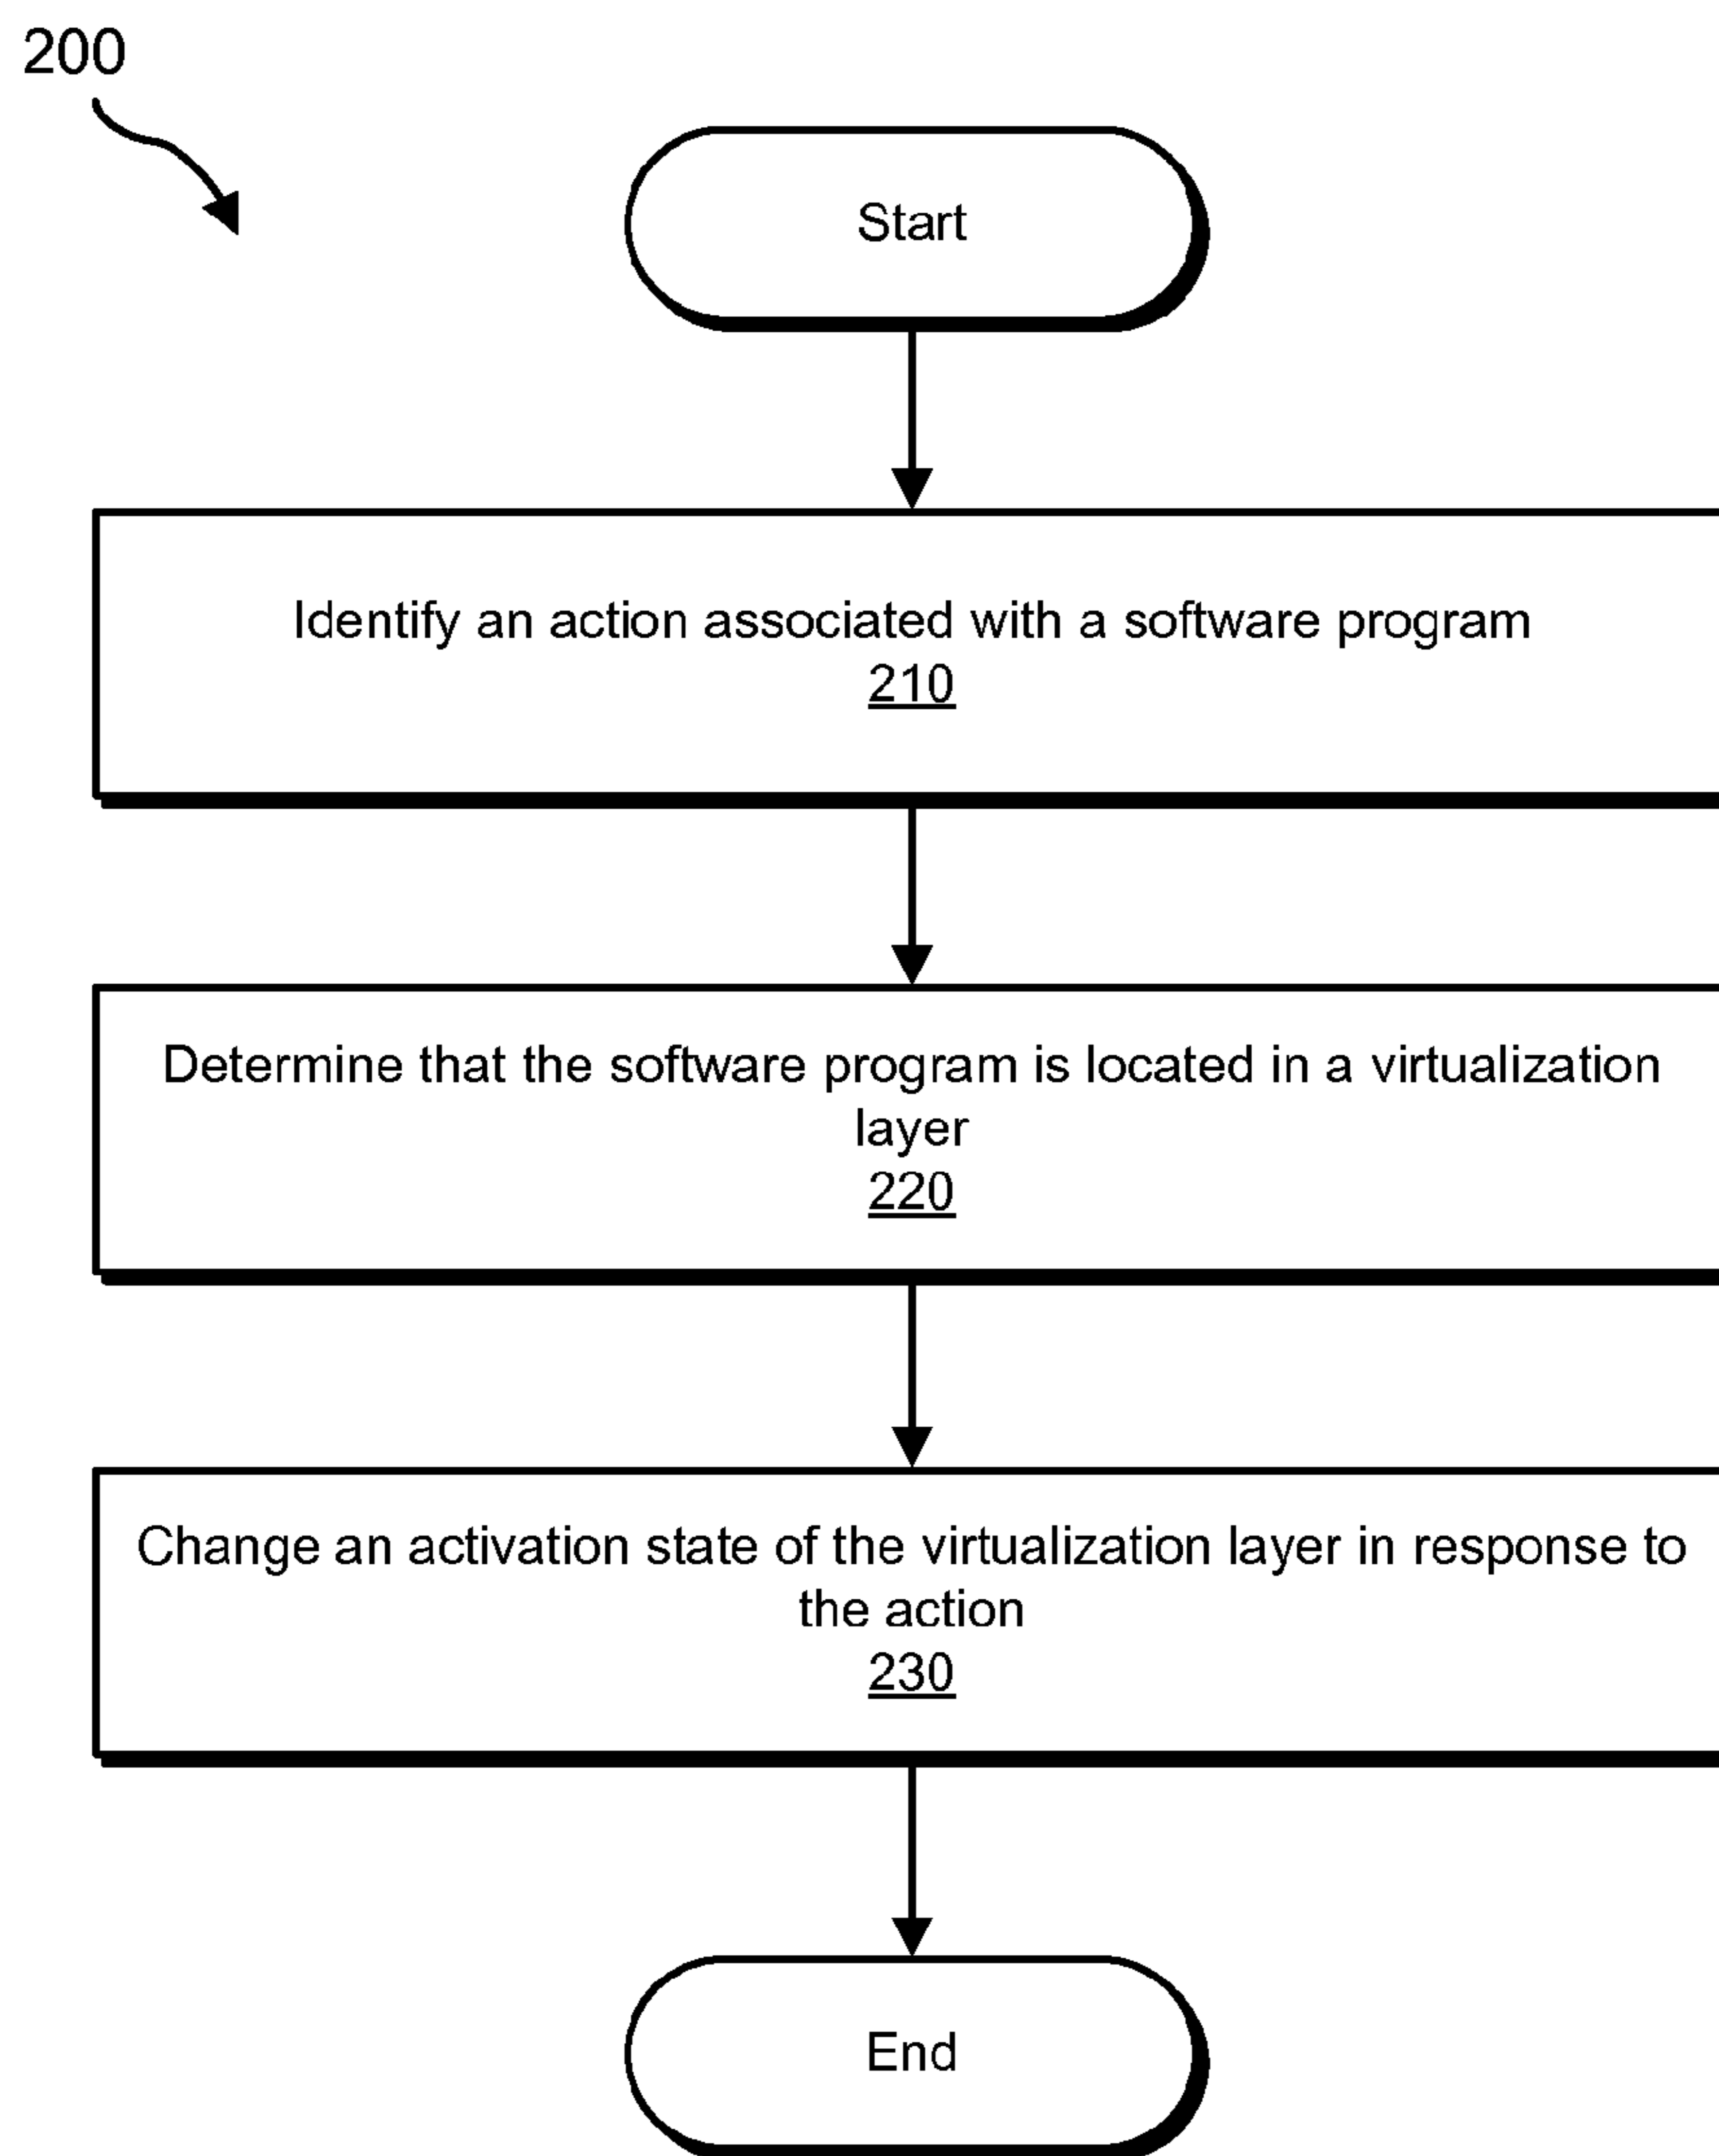 200
Start
Identify an action associated with a software program
210
Determine that the software program is located in a virtualization
layer
220
Change an activation state of the virtualization layer in response to
the action
230
End